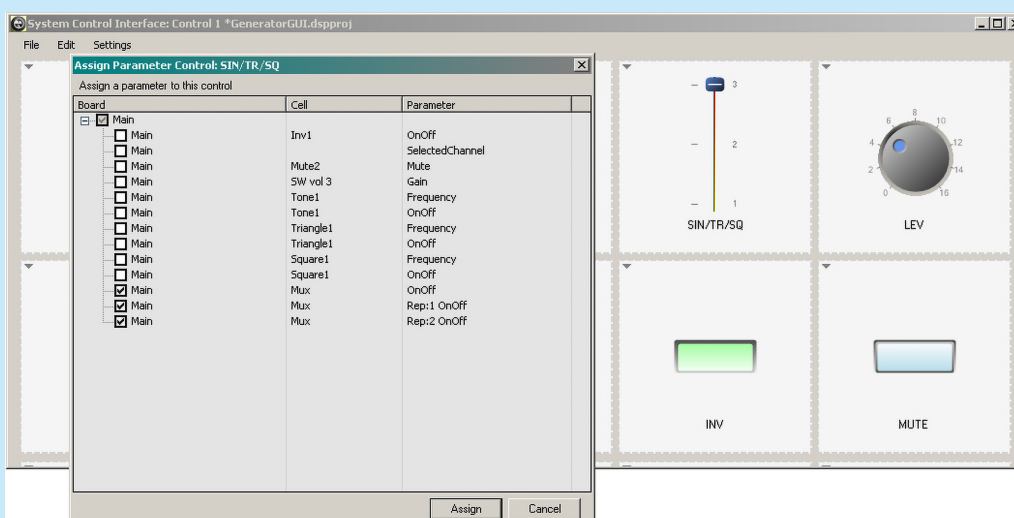 System Control Interface: Control 1 *GeneratorGUI.dspproj
File Edit Settings
Assign Parameter Control: SIN/TR/SQ
Assign a parameter to this control
Board Cell Parameter
Main
Main Inv1 OnOff
Main SelectedChannel
Main Mute2 Mute
Main SW vol 3 Gain
Main Tone1 Frequency
Main Tone1 OnOff
Main Triangle1 Frequency
Main Triangle1 OnOff
Main Square1 Frequency
Main Square1 OnOff
Main Mux OnOff
Main Mux Rep:1 OnOff
Main Mux Rep:2 OnOff
Assign Cancel
3
2
1
SIN/TR/SQ
0 2 4 6 8 10 12 14 16
LEV
INV
MUTE